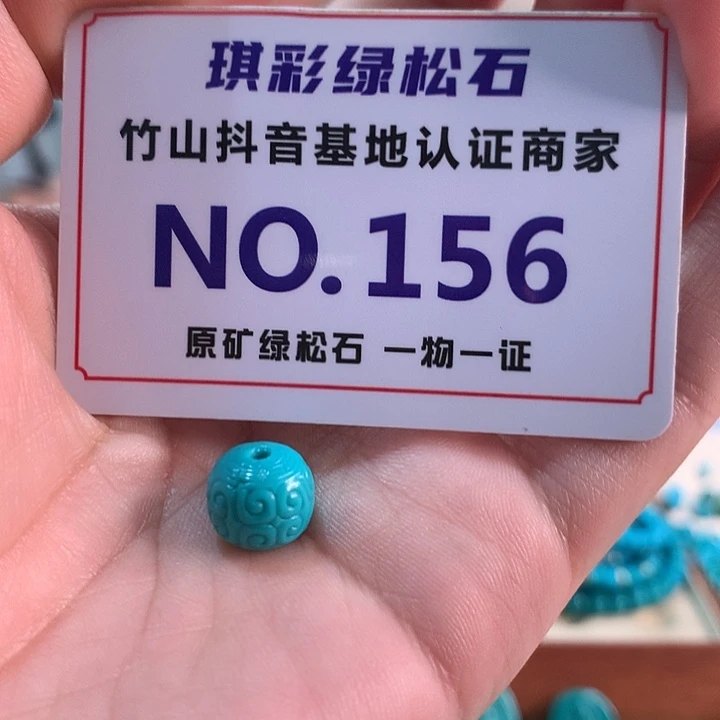 琪彩绿松石
竹山抖音基地认证商家
NO.156
原矿绿松石 一物一证